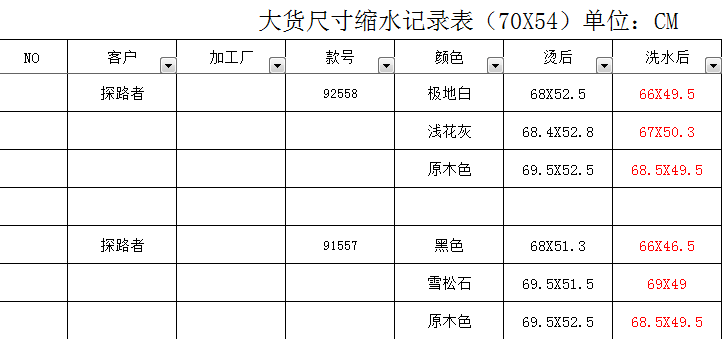 大货尺寸缩水记录表（70X54）单位：CM
NO 客户 加工厂 款号 颜色 烫后 洗水后
探路者 92558 极地白 68X52.5 66X49.5
浅花灰 68.4X52.8 67X50.3
原木色 69.5X52.5 68.5X49.5
探路者 91557 黑色 68X51.3 66X46.5
雪松石 69.5X51.5 69X49
原木色 69.5X52.5 68.5X49.5